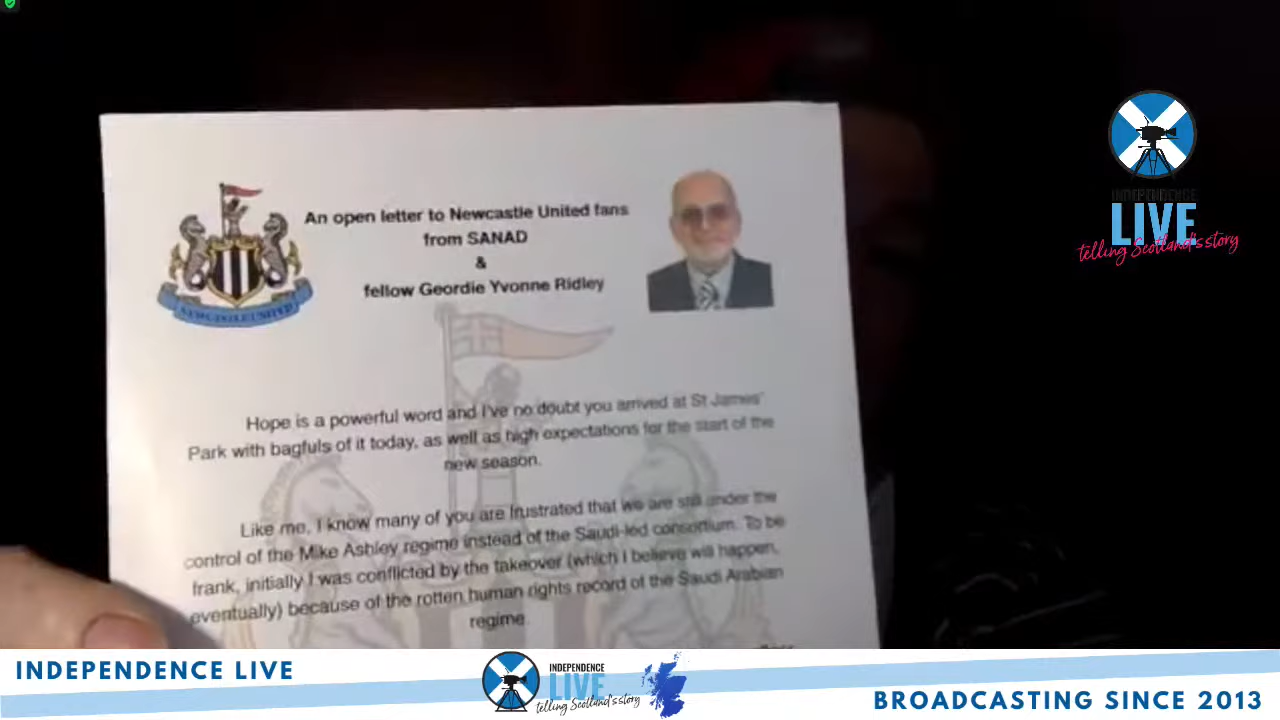 An open letter to Newcastle United fans
from SANAD
&
fellow Geordie Yvonne Ridley
NEWCASTLE UNITED
Hope is a powerful word and I've no doubt you arrived at St James'
Park with bagfuls of it today, as well as high expectations for the start of the
new season.
Like me, I know many of you are frustrated that we are still under the
control of the Mike Ashley regime instead of the Saudi-led consortium. To be
frank, initially I was conflicted by the takeover (which I believe will happen,
eventually) because of the rotten human rights record of the Saudi Arabian
regime.
INDEPENDENCE
LIVE
telling Scotland's story
INDEPENDENCE LIVE
INDEPENDENCE
LIVE
telling Scotland's story
BROADCASTING SINCE 2013